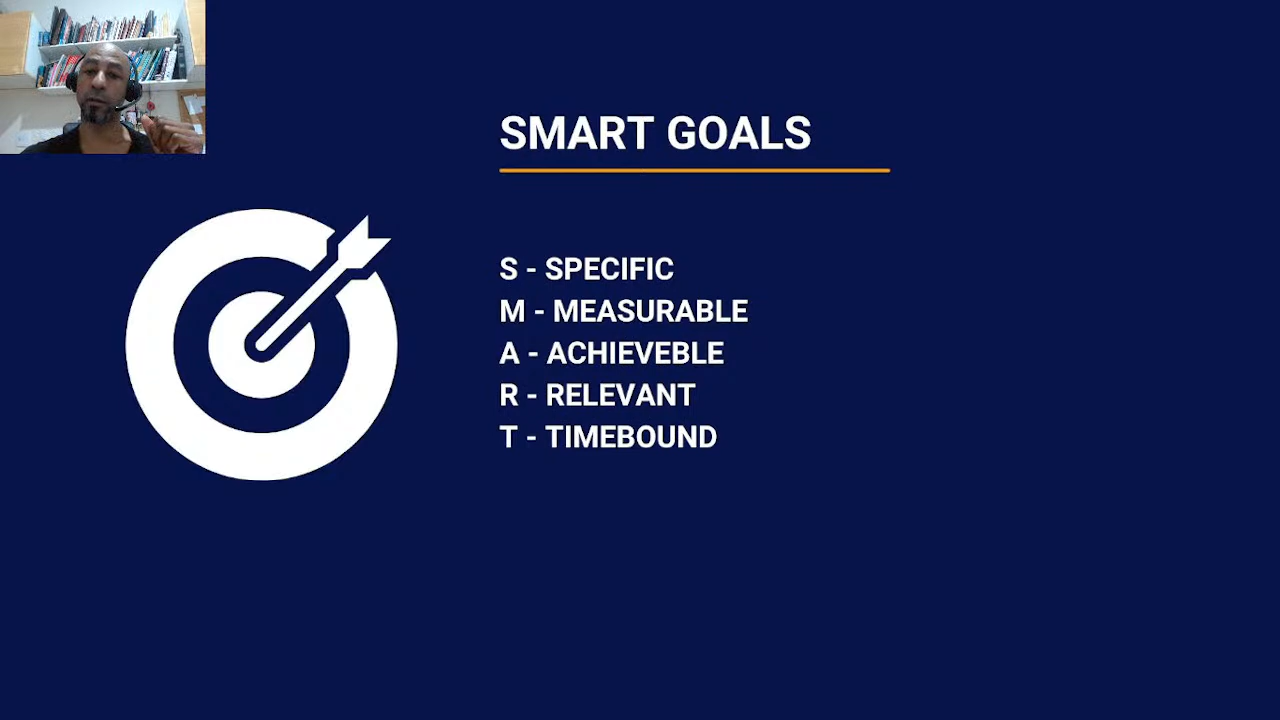 SMART GOALS
S - SPECIFIC
M - MEASURABLE
A - ACHIEVEBLE
R - RELEVANT
T - TIMEBOUND